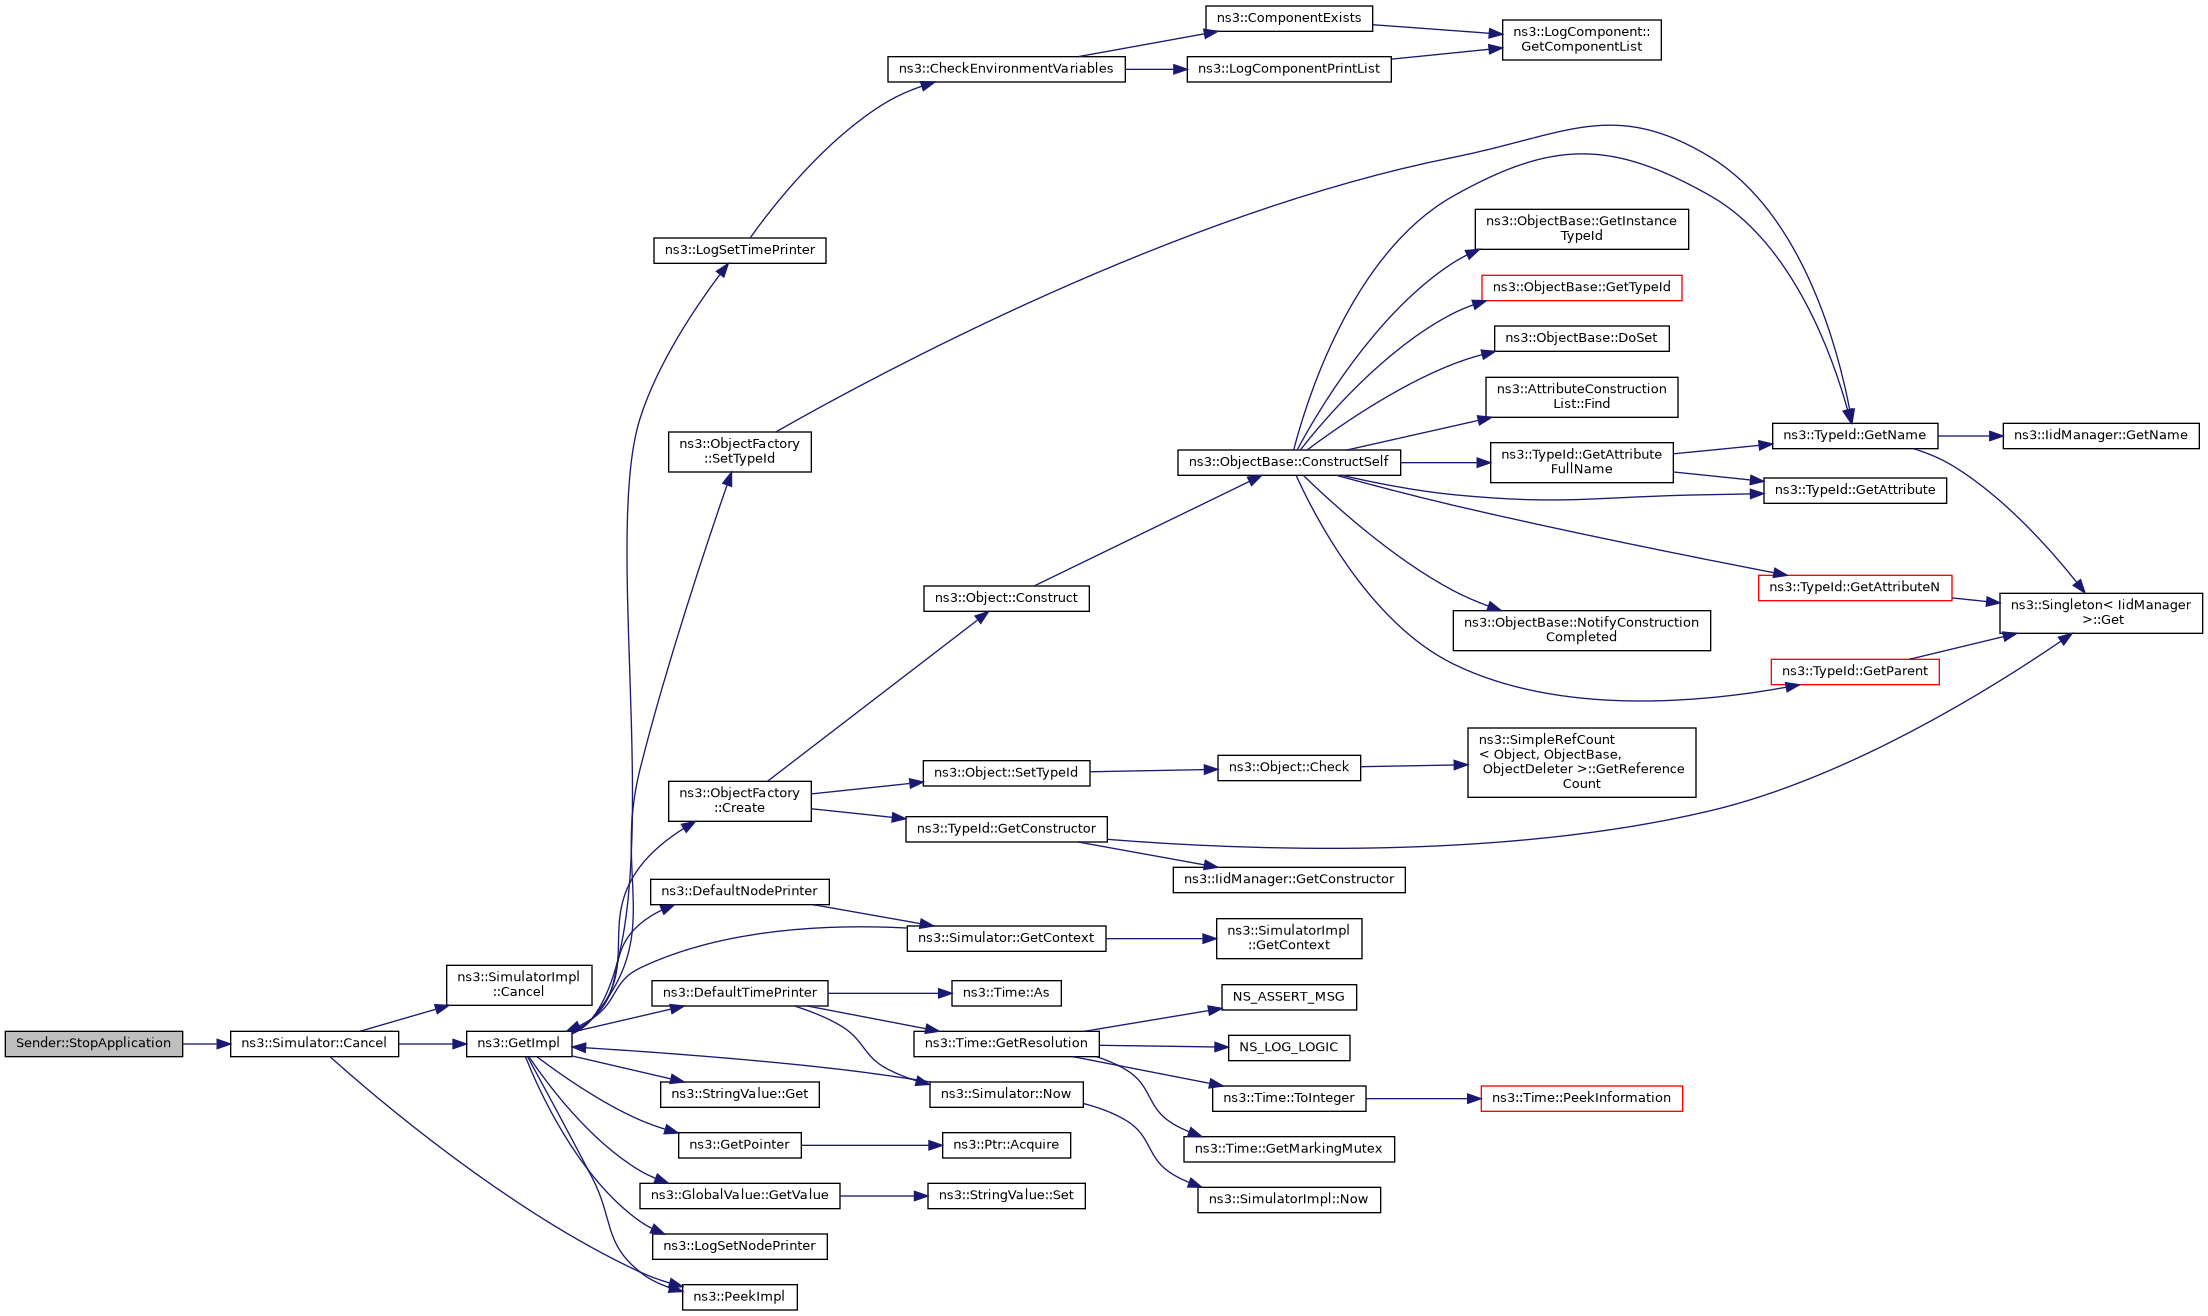 ns3::ComponentExists
ns3::LogComponent::
GetComponentList
ns3::CheckEnvironmentVariables
ns3::LogComponentPrintList
ns3::LogSetTimePrinter
ns3::ObjectBase::GetInstance
TypeId
ns3::ObjectBase::GetTypeId
ns3::ObjectBase::DoSet
ns3::AttributeConstruction
List::Find
ns3::ObjectFactory
::SetTypeId
ns3::ObjectBase::ConstructSelf
ns3::TypeId::GetAttribute
FullName
ns3::TypeId::GetName
ns3::IidManager::GetName
ns3::TypeId::GetAttribute
ns3::Object::Construct
ns3::TypeId::GetAttributeN
ns3::ObjectBase::NotifyConstruction
Completed
ns3::Singleton< IidManager
>::Get
ns3::TypeId::GetParent
ns3::ObjectFactory
::Create
ns3::Object::SetTypeId
ns3::Object::Check
ns3::SimpleRefCount
< Object, ObjectBase,
ObjectDeleter >::GetReference
Count
ns3::TypeId::GetConstructor
ns3::IidManager::GetConstructor
ns3::DefaultNodePrinter
ns3::Simulator::GetContext
ns3::SimulatorImpl
::GetContext
ns3::SimulatorImpl
::Cancel
ns3::DefaultTimePrinter
ns3::Time::As
NS_ASSERT_MSG
Sender::StopApplication
ns3::Simulator::Cancel
ns3::GetImpl
ns3::Time::GetResolution
NS_LOG_LOGIC
ns3::StringValue::Get
ns3::Simulator::Now
ns3::Time::ToInteger
ns3::Time::PeekInformation
ns3::GetPointer
ns3::Ptr::Acquire
ns3::Time::GetMarkingMutex
ns3::GlobalValue::GetValue
ns3::StringValue::Set
ns3::SimulatorImpl::Now
ns3::LogSetNodePrinter
ns3::PeekImpl